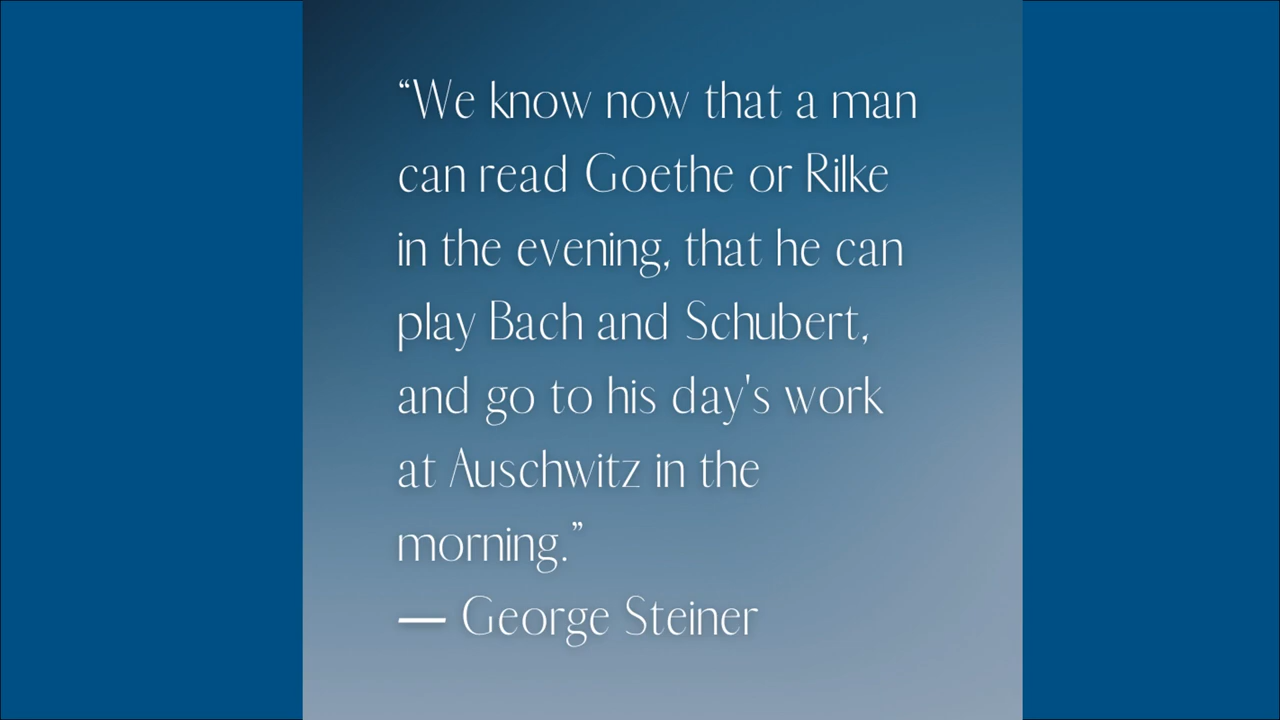 “We know now that a man
can read Goethe or Rilke
in the evening, that he can
play Bach and Schubert,
and go to his day's work
at Auschwitz in the
morning.”
— George Steiner